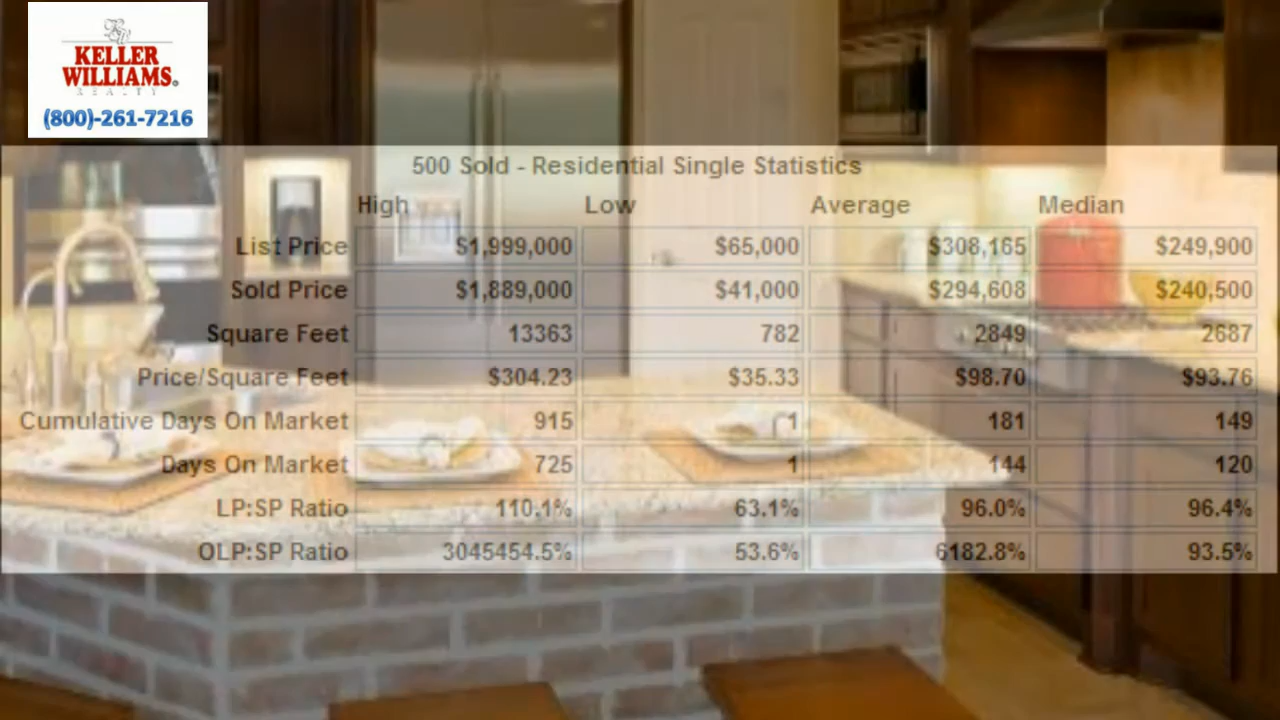 KELLER
WILLIAMS®
REALTY
(800)-261-7216
500 Sold - Residential Single Statistics
High Low Average Median
List Price $1,999,000 $65,000 $308,165 $249,900
Sold Price $1,889,000 $41,000 $294,608 $240,500
Square Feet 13363 782 2849 2687
Price/Square Feet $304.23 $35.33 $98.70 $93.76
Cumulative Days On Market 915 1 181 149
Days On Market 725 1 144 120
LP:SP Ratio 110.1% 63.1% 96.0% 96.4%
OLP:SP Ratio 3045454.5% 53.6% 6182.8% 93.5%